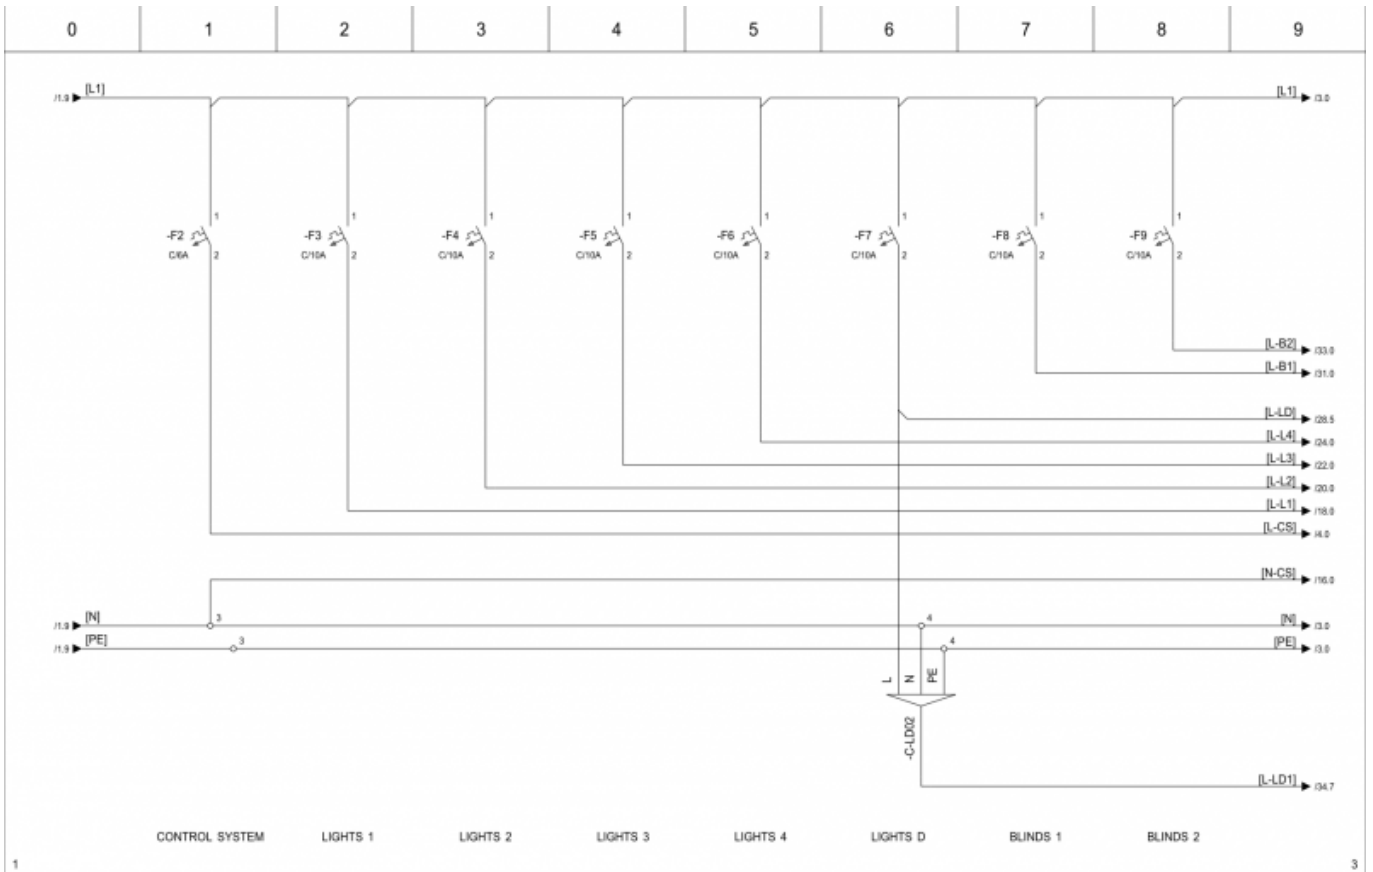 0 1 2 3 4 5 6 7 8 9
/1.9 [L1] [L1] /3.0
1 1 1 1 1 1 1 1
-F2 -F3 -F4 -F5 -F6 -F7 -F8 -F9
C/6A 2 C/10A 2 C/10A 2 C/10A 2 C/10A 2 C/10A 2 C/10A 2 C/10A 2
[L-B2] /33.0
[L-B1] /31.0
[L-LD] /28.5
[L-L4] /24.0
[L-L3] /22.0
[L-L2] /20.0
[L-L1] /18.0
[L-CS] /4.0
[N-CS] /16.0
/1.9 [N] 3 4 [N] /3.0
/1.9 [PE] 3 4 [PE] /3.0
L N PE
-C-LD02
[L-LD1] /34.7
CONTROL SYSTEM LIGHTS 1 LIGHTS 2 LIGHTS 3 LIGHTS 4 LIGHTS D BLINDS 1 BLINDS 2
1 3